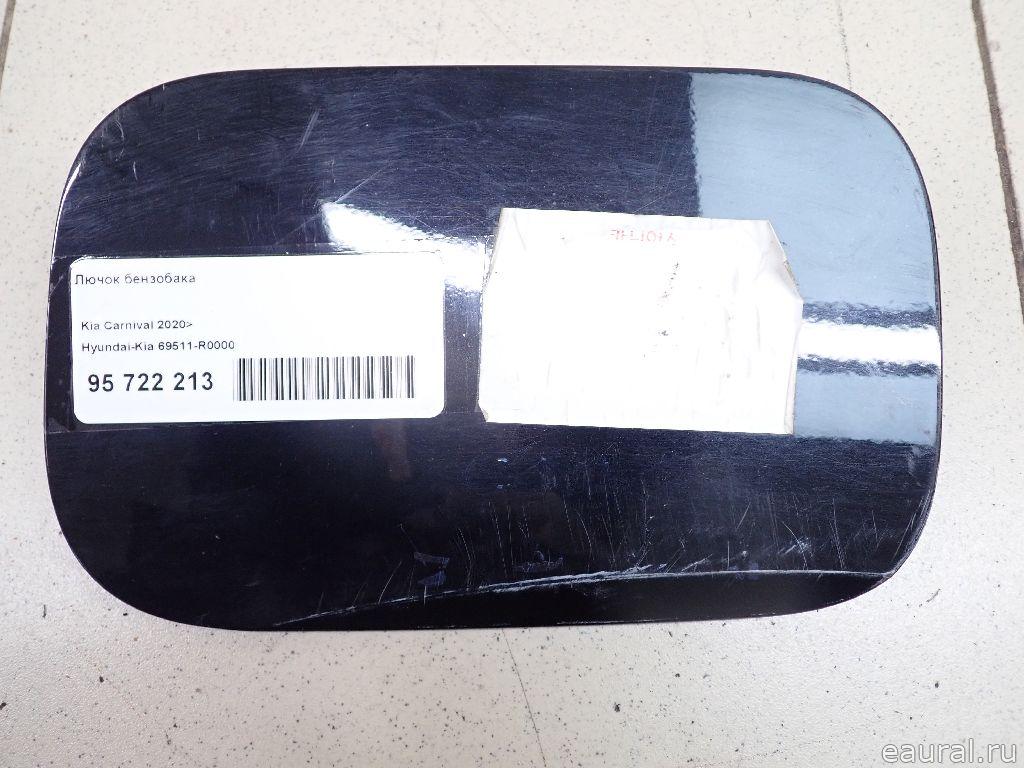 Лючок бензобака
Kia Carnival 2020>
Hyundai-Kia 69511-R0000
95 722 213
eaural.ru